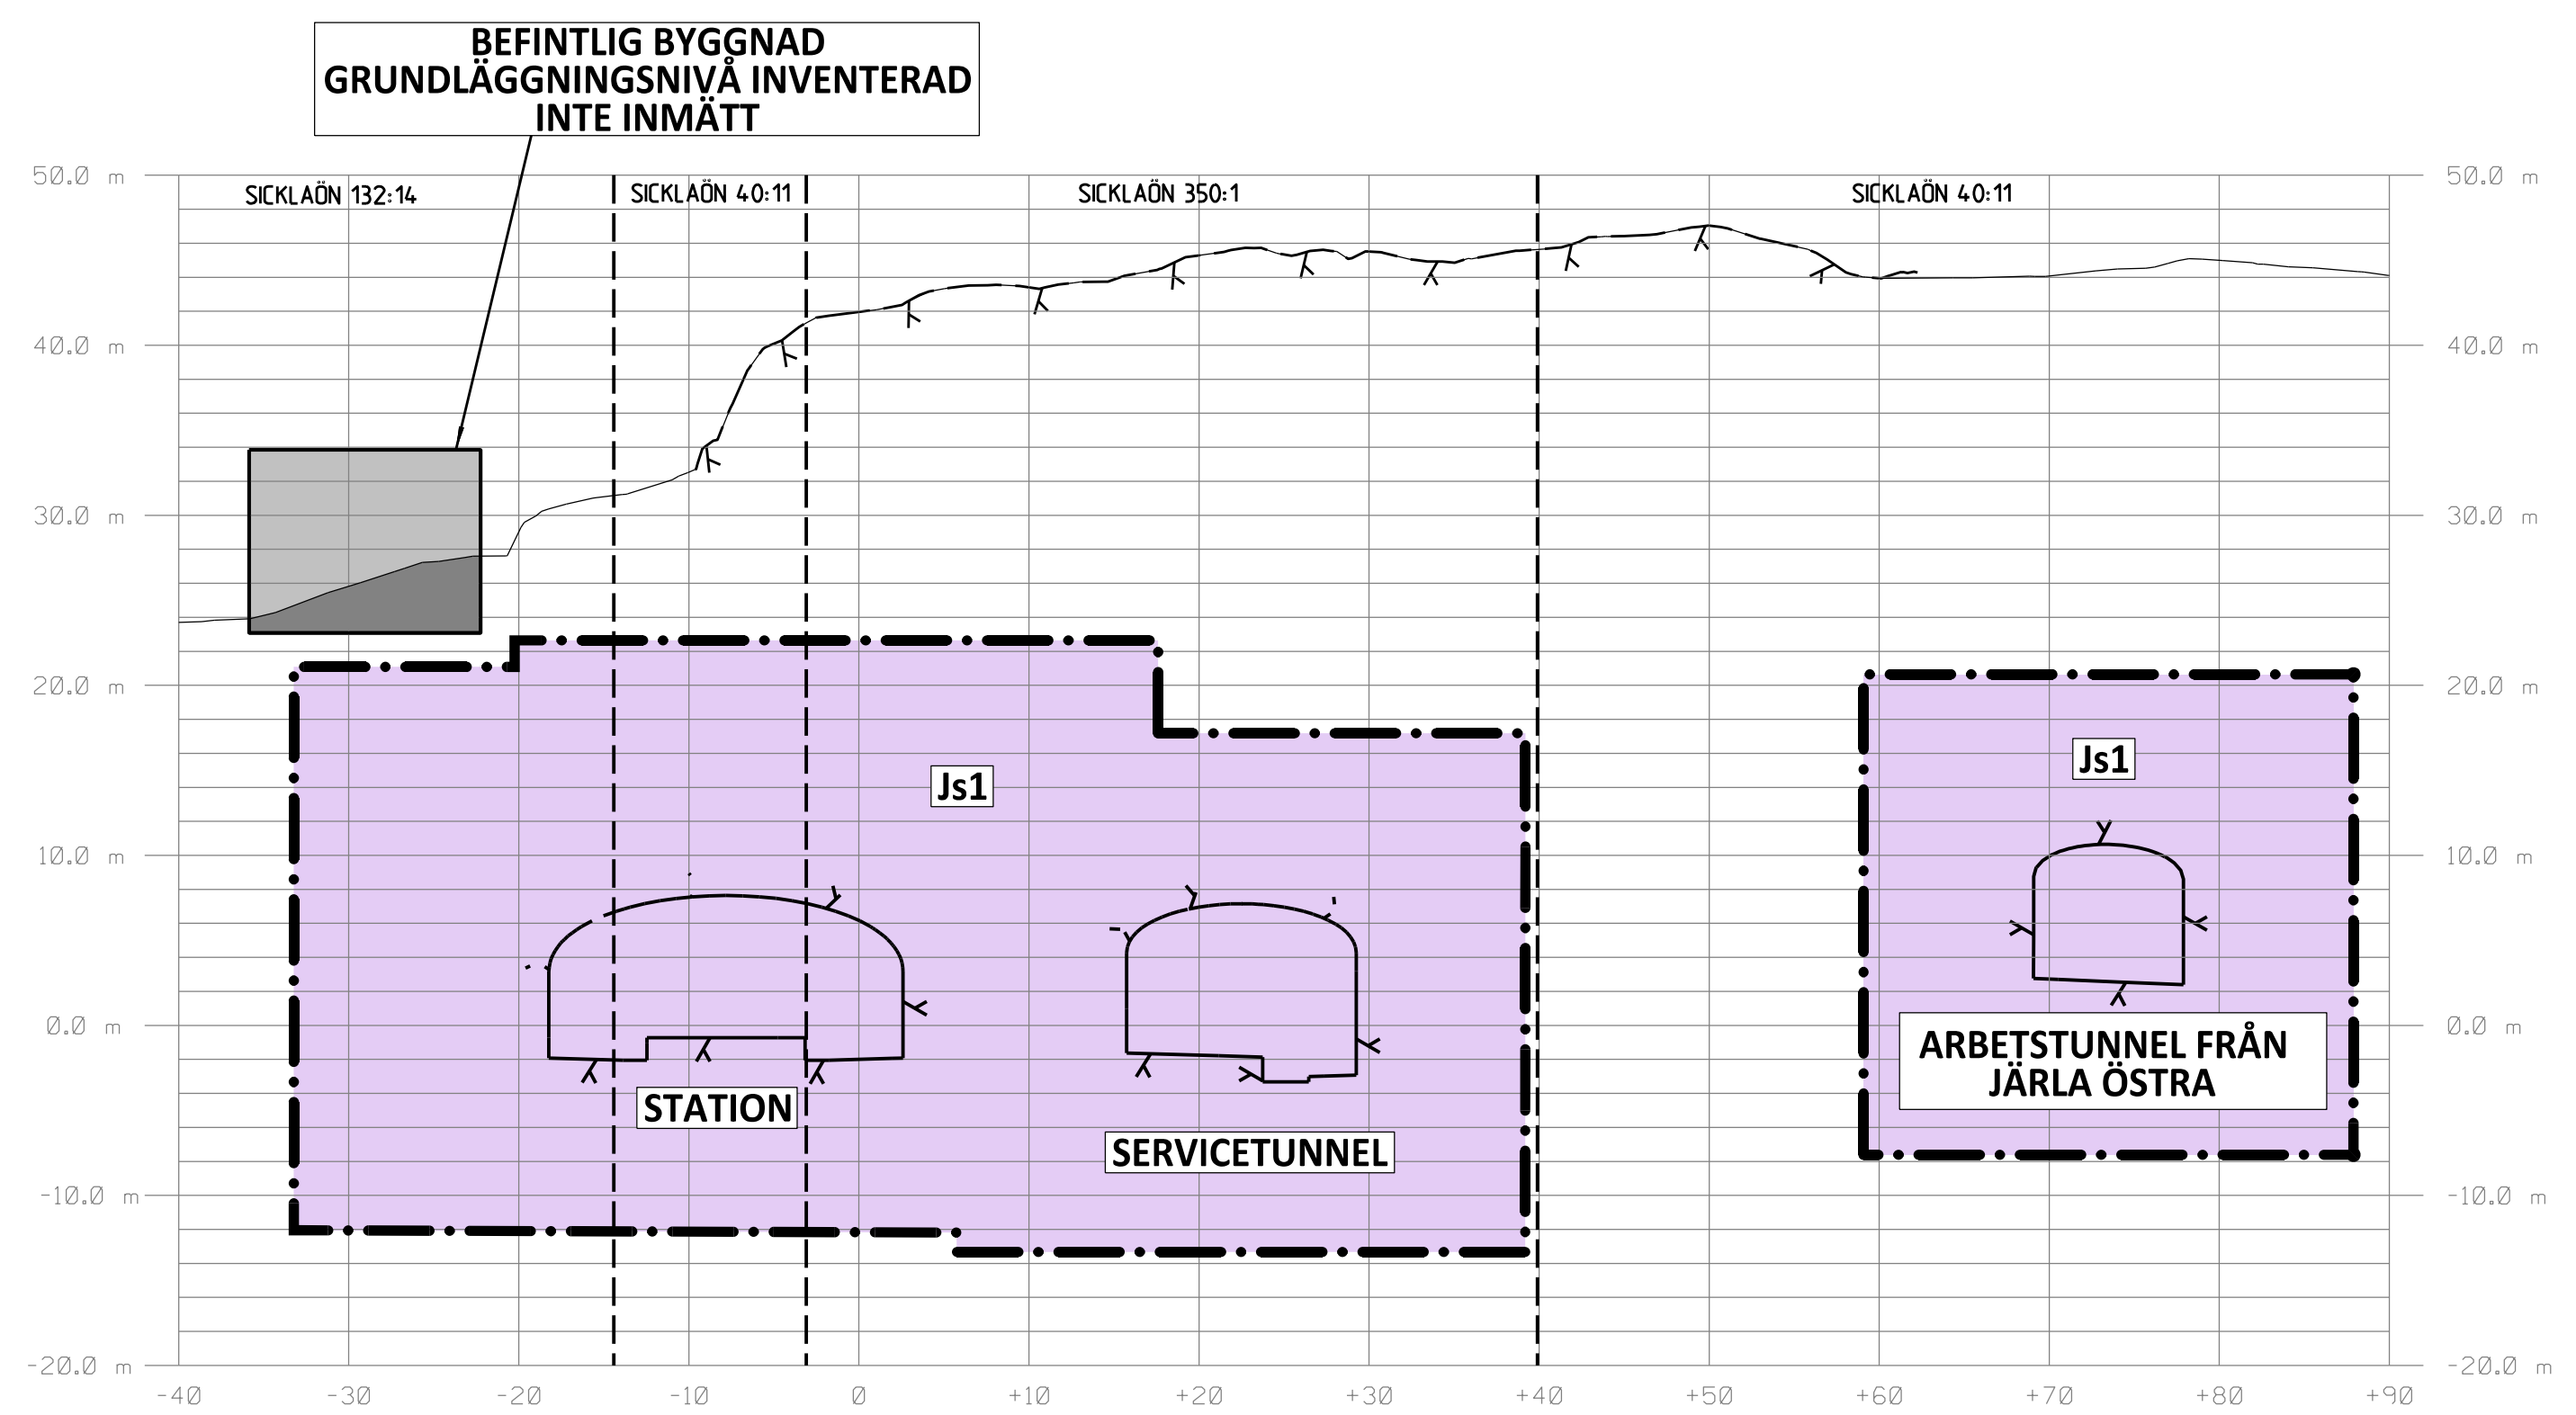 BEFINTLIG BYGGNAD
GRUNDLÄGGNINGSNIVÅ INVENTERAD
INTE INMÄTT
50.0 m
SICKLAÖN 132:14
SICKLAÖN 40:11
SICKLAÖN 350:1
SICKLAÖN 40:11
50.0 m
40.0 m
40.0 m
30.0 m
30.0 m
20.0 m
20.0 m
Js1
Js1
10.0 m
10.0 m
0.0 m
0.0 m
ARBETSTUNNEL FRÅN
JÄRLA ÖSTRA
STATION
SERVICETUNNEL
-10.0 m
-10.0 m
-20.0 m
-20.0 m
-40 -30 -20 -10 0 +10 +20 +30 +40 +50 +60 +70 +80 +90